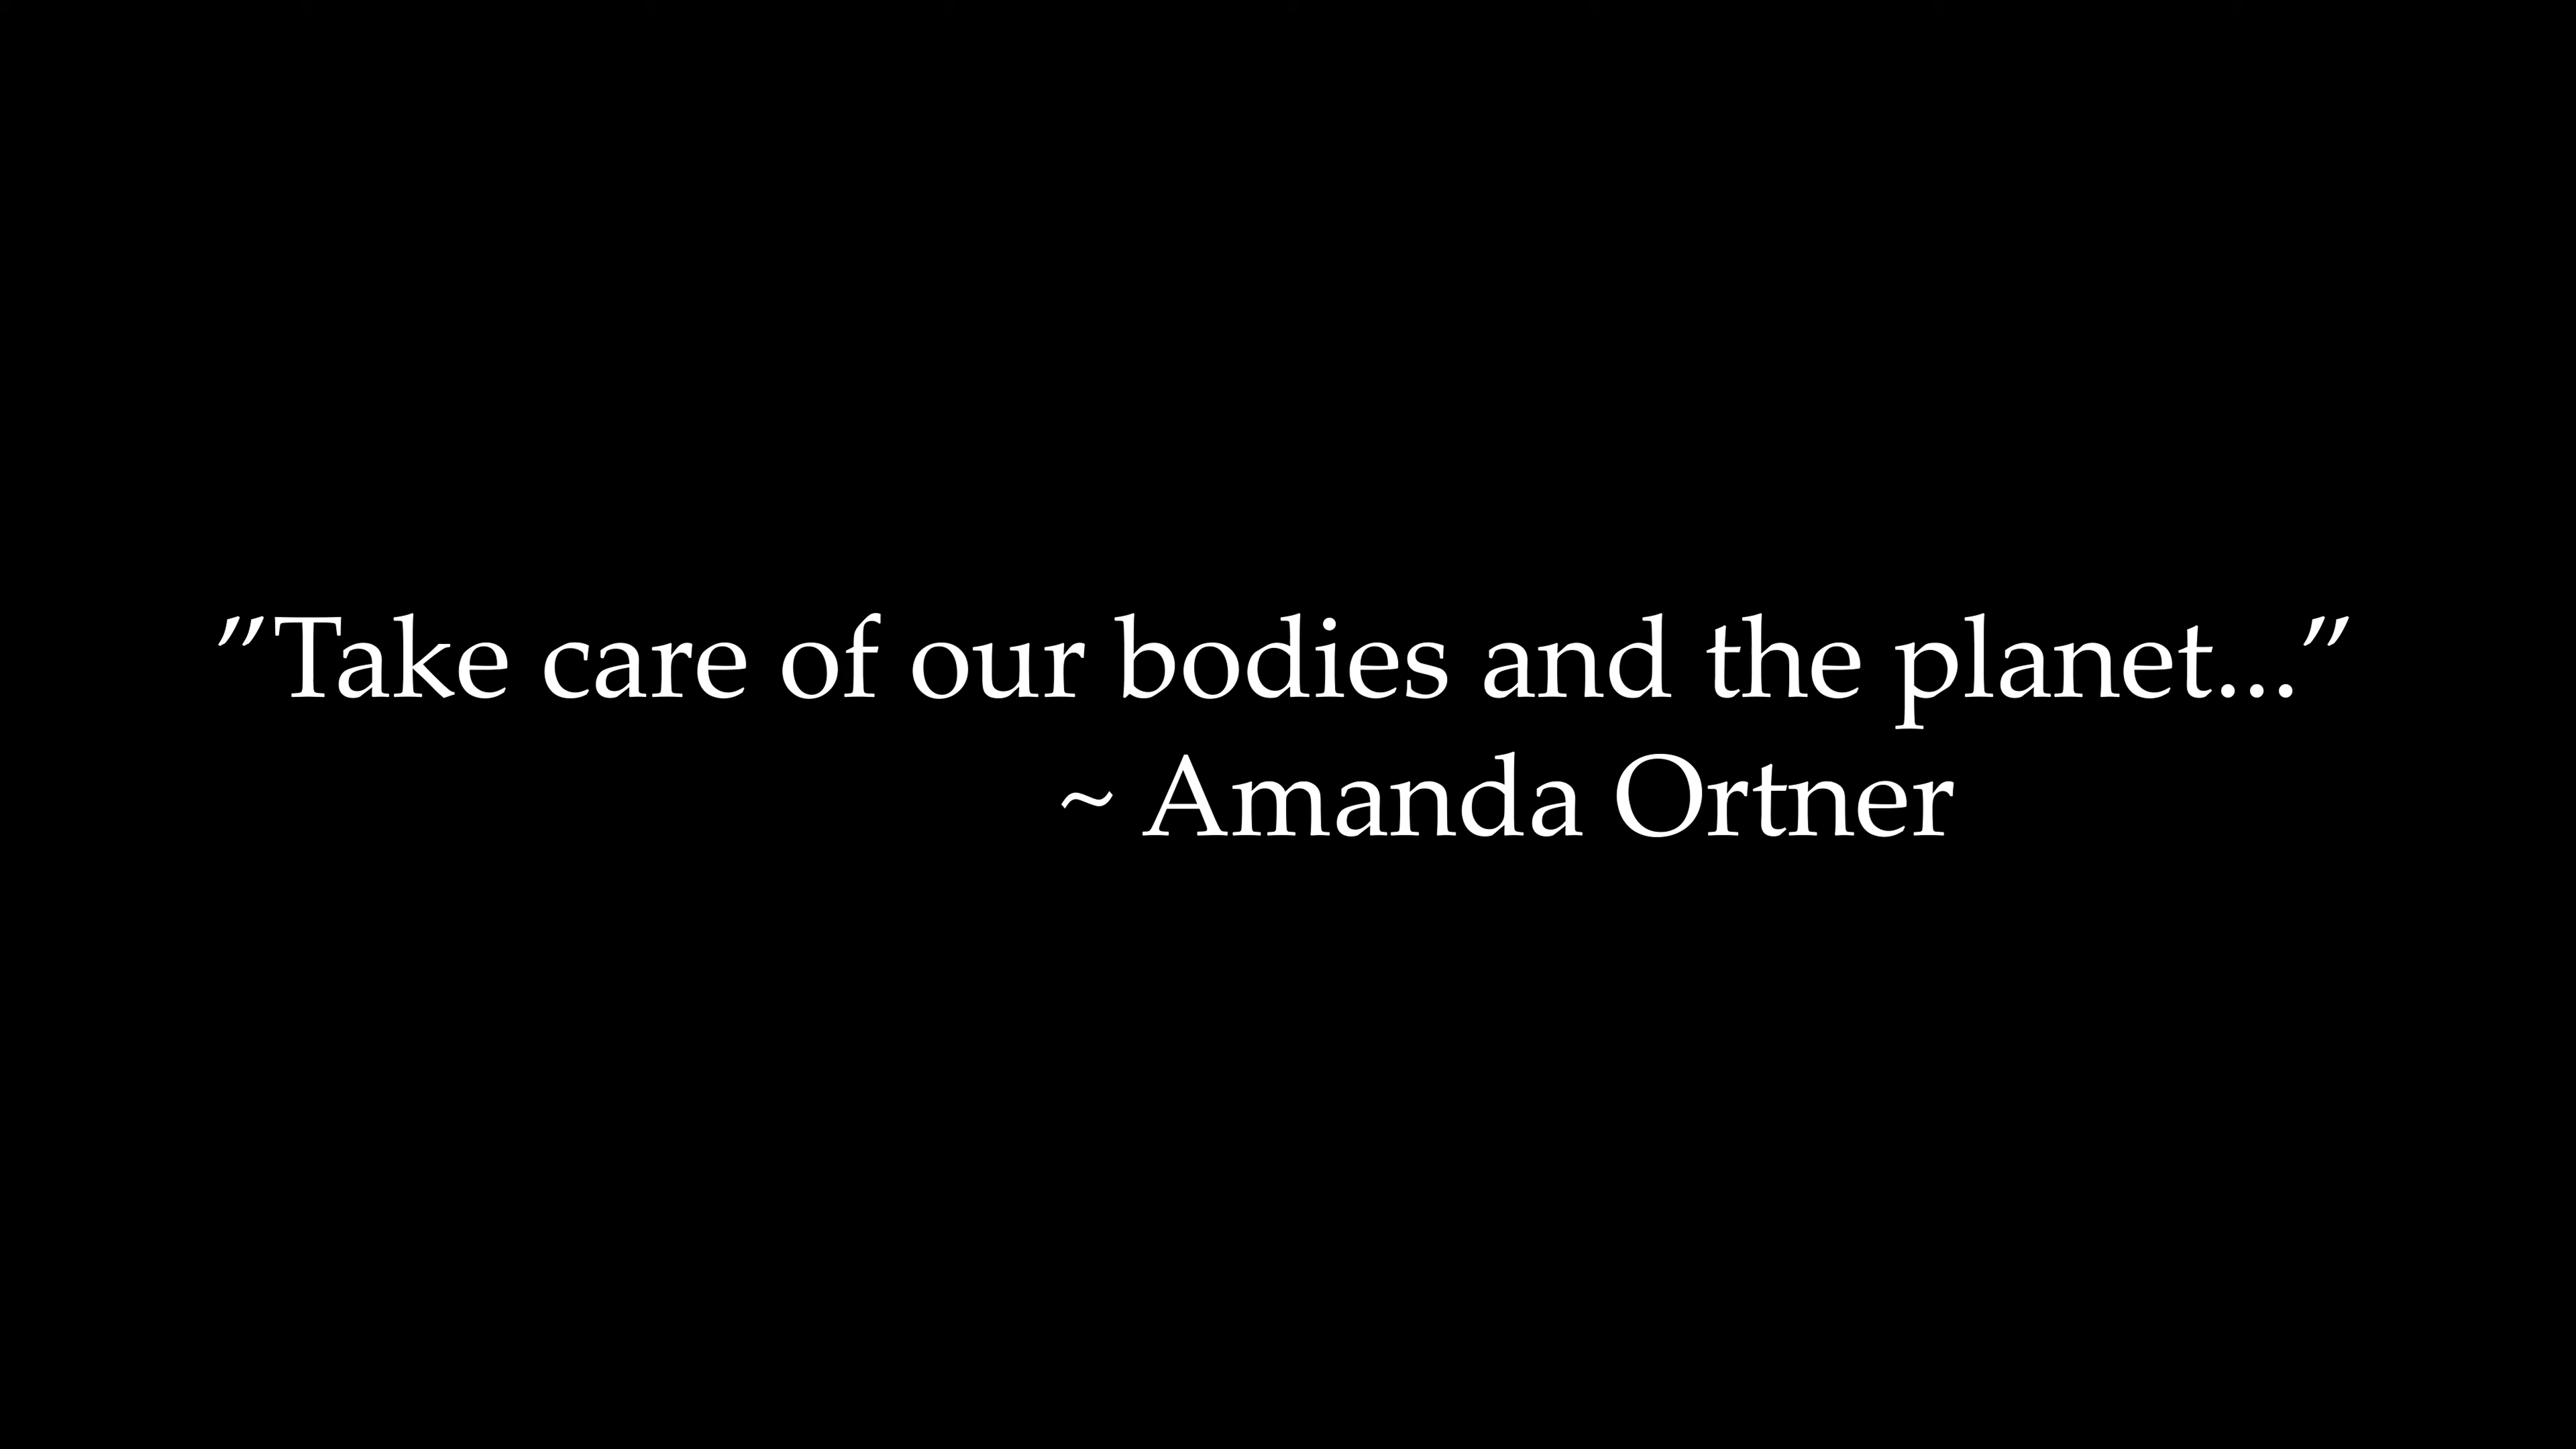 ”Take care of our bodies and the planet...”
~ Amanda Ortner